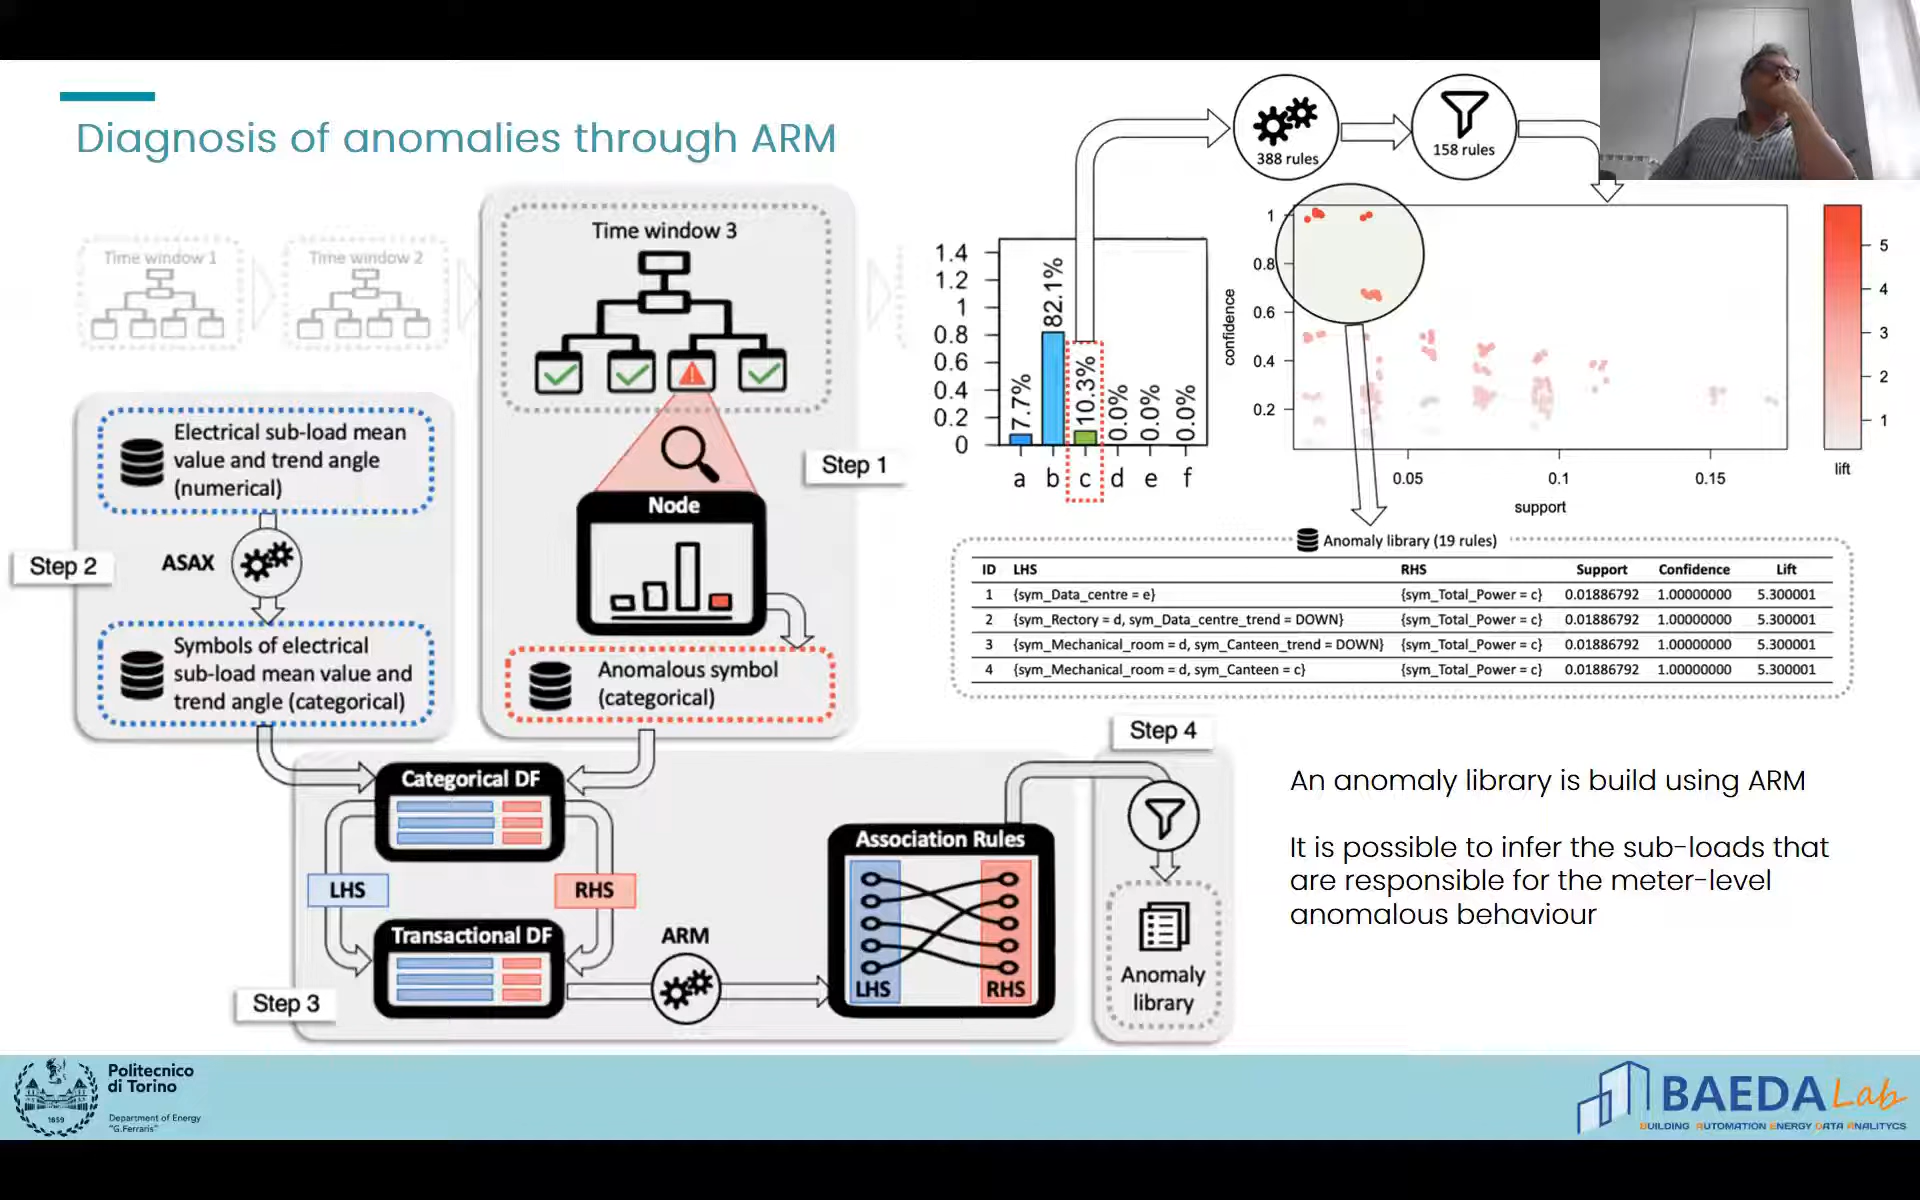 Diagnosis of anomalies through ARM
Time window 1
Time window 2
Time window 3
Electrical sub-load mean
value and trend angle
(numerical)
Step 2
ASAX
Symbols of electrical
sub-load mean value and
trend angle (categorical)
Step 1
Node
Anomalous symbol
(categorical)
Categorical DF
LHS
RHS
Transactional DF
Step 3
ARM
Association Rules
LHS
RHS
Step 4
Anomaly
library
388 rules
158 rules
1.4
1.2
1
0.8
0.6
0.4
0.2
0
7.7%
82.1%
10.3%
0.0%
0.0%
0.0%
a b c d e f
confidence
1
0.8
0.6
0.4
0.2
0.05
0.1
0.15
support
5
4
3
2
1
lift
Anomaly library (19 rules)
ID LHS RHS Support Confidence Lift
1 {sym_Data_centre = e} {sym_Total_Power = c} 0.01886792 1.00000000 5.300001
2 {sym_Rectory = d, sym_Data_centre_trend = DOWN} {sym_Total_Power = c} 0.01886792 1.00000000 5.300001
3 {sym_Mechanical_room = d, sym_Canteen_trend = DOWN} {sym_Total_Power = c} 0.01886792 1.00000000 5.300001
4 {sym_Mechanical_room = d, sym_Canteen = c} {sym_Total_Power = c} 0.01886792 1.00000000 5.300001
An anomaly library is build using ARM
It is possible to infer the sub-loads that
are responsible for the meter-level
anomalous behaviour
1859
Politecnico
di Torino
Department of Energy
"G.Ferraris"
BAEDA Lab
BUILDING AUTOMATION ENERGY DATA ANALITYCS